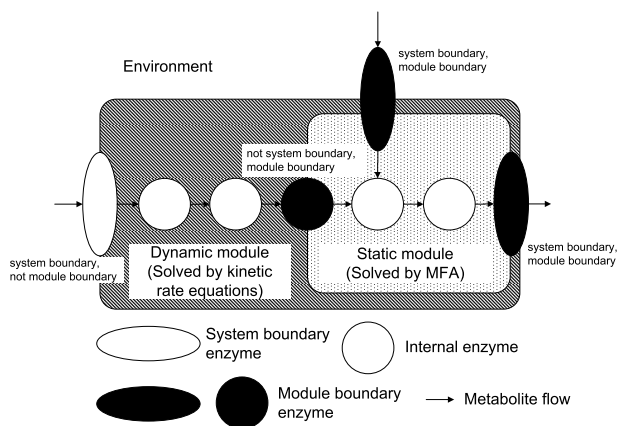 Environment
system boundary,
module boundary
not system boundary,
module boundary
system boundary,
not module boundary
Dynamic module
(Solved by kinetic
rate equations)
Static module
(Solved by MFA)
system boundary,
module boundary
System boundary
enzyme
Internal enzyme
Module boundary
enzyme
Metabolite flow